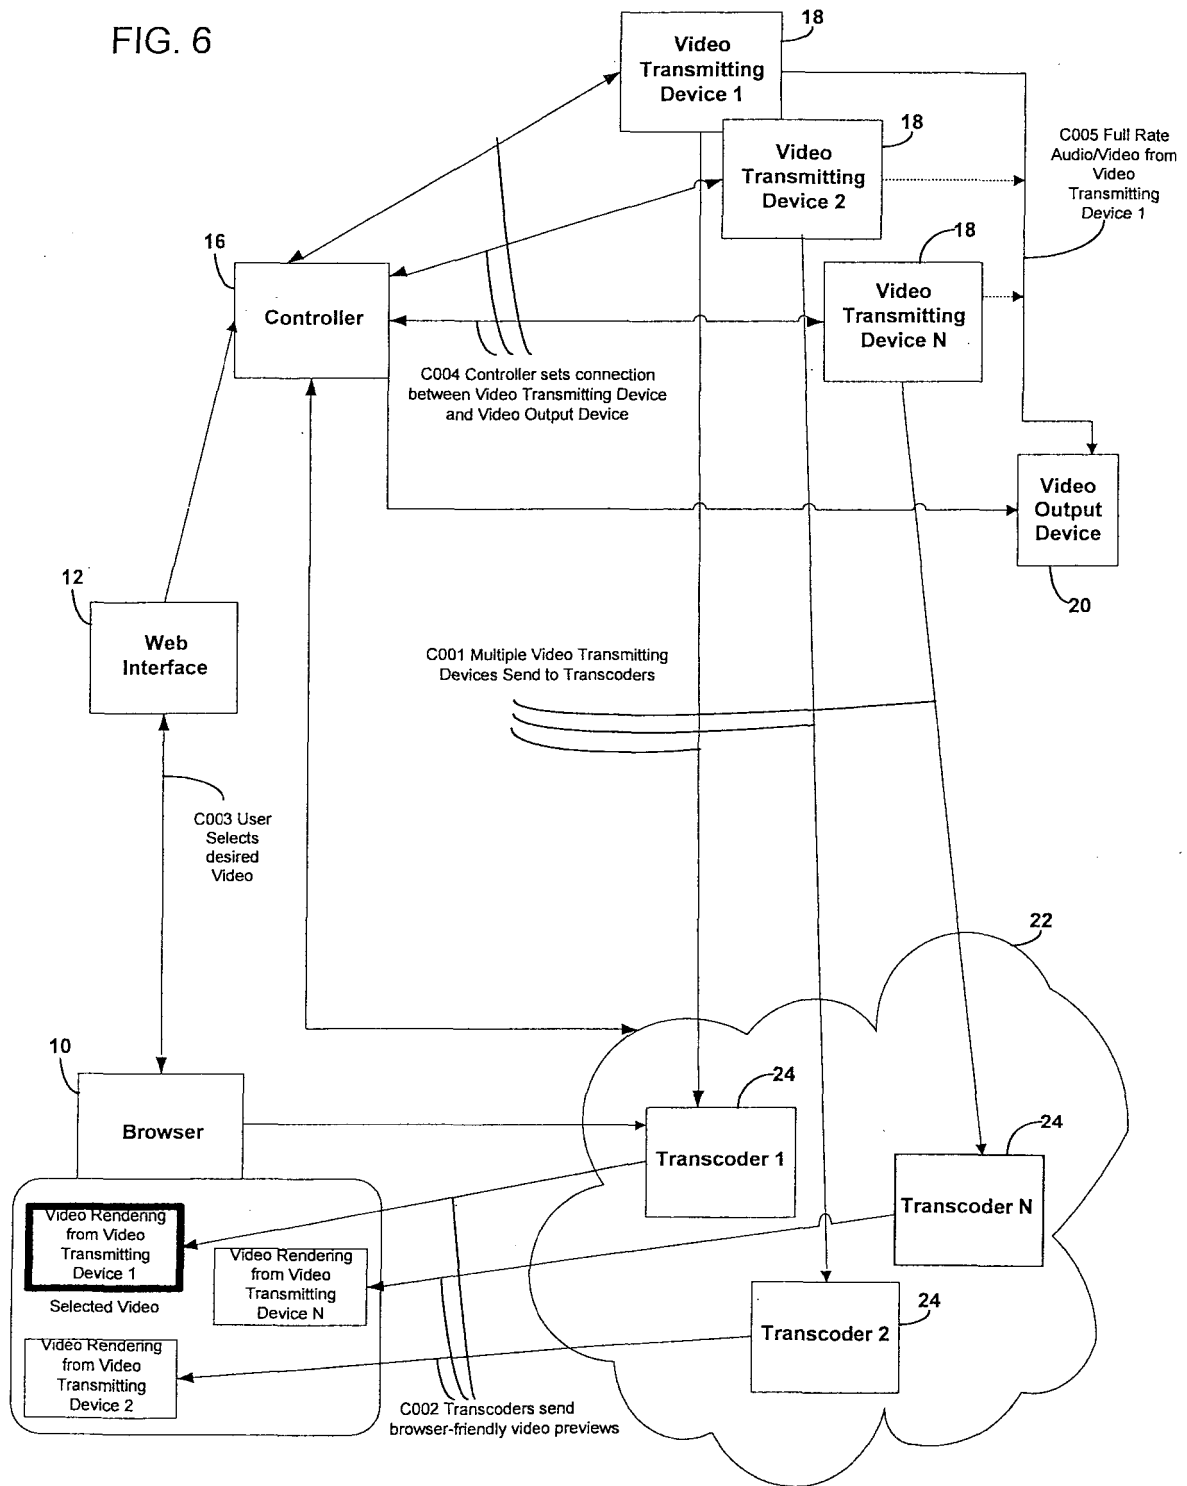 FIG. 6
18
Video
Transmitting
Device 1
18
Video
Transmitting
Device 2
C005 Full Rate
Audio/Video from
Video
Transmitting
Device 1
16
Controller
18
Video
Transmitting
Device N
C004 Controller sets connection
between Video Transmitting Device
and Video Output Device
Video
Output
Device
20
12
Web
Interface
C001 Multiple Video Transmitting
Devices Send to Transcoders
C003 User
Selects
desired
Video
22
10
Browser
24
Transcoder 1
24
Transcoder N
24
Transcoder 2
Video Rendering
from Video
Transmitting
Device 1
Selected Video
Video Rendering
from Video
Transmitting
Device N
Video Rendering
from Video
Transmitting
Device 2
C002 Transcoders send
browser-friendly video previews